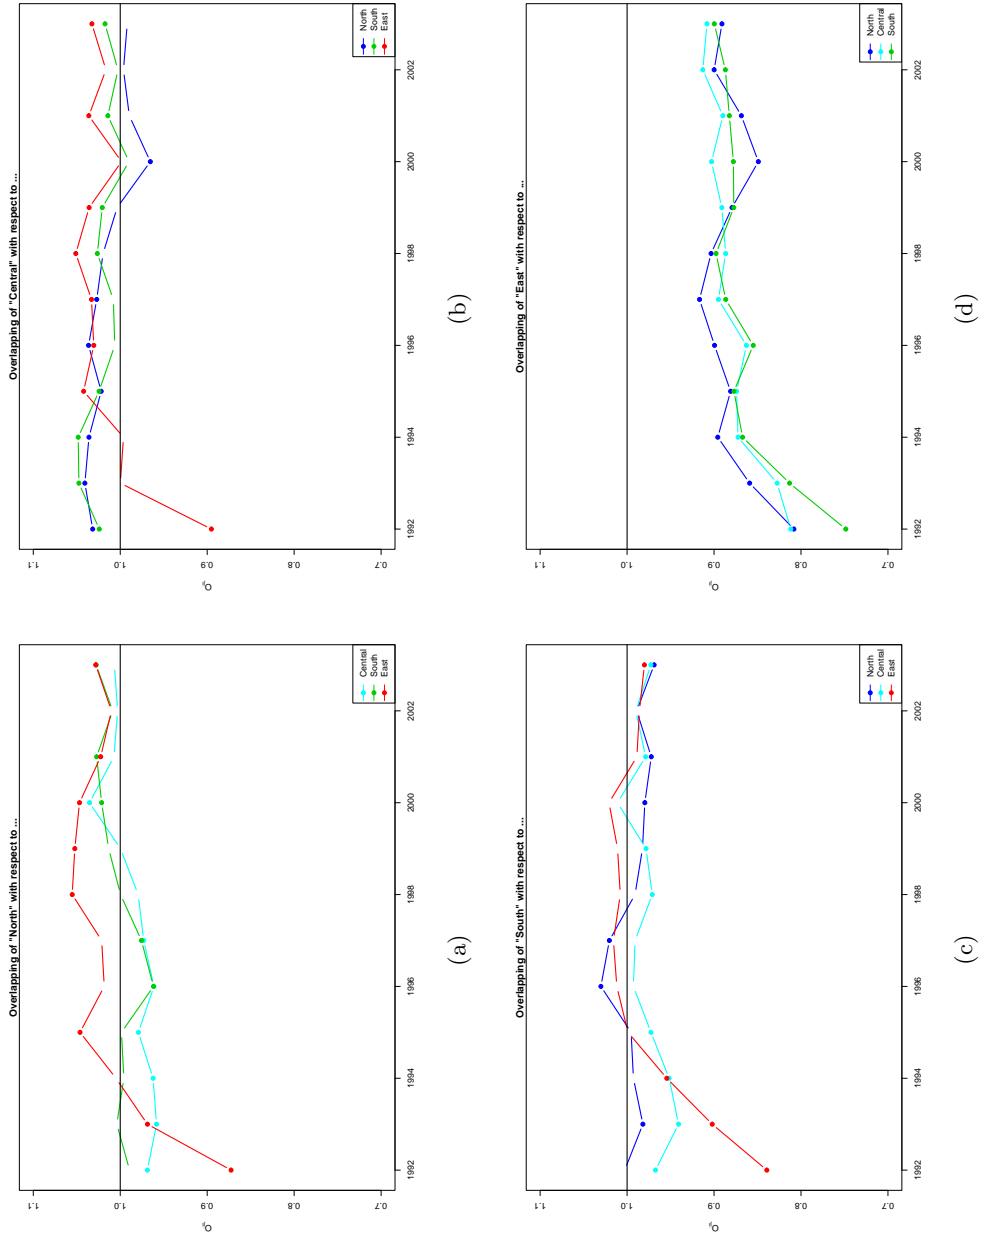 Overlapping of "North" with respect to ...
1.1
1.0
0.9
0.8
0.7
O_ji
1992
1994
1996
1998
2000
2002
Central
South
East
(a)
Overlapping of "Central" with respect to ...
1.1
1.0
0.9
0.8
0.7
O_ji
1992
1994
1996
1998
2000
2002
North
South
East
(b)
Overlapping of "South" with respect to ...
1.1
1.0
0.9
0.8
0.7
O_ji
1992
1994
1996
1998
2000
2002
North
Central
East
(c)
Overlapping of "East" with respect to ...
1.1
1.0
0.9
0.8
0.7
O_ji
1992
1994
1996
1998
2000
2002
North
Central
South
(d)